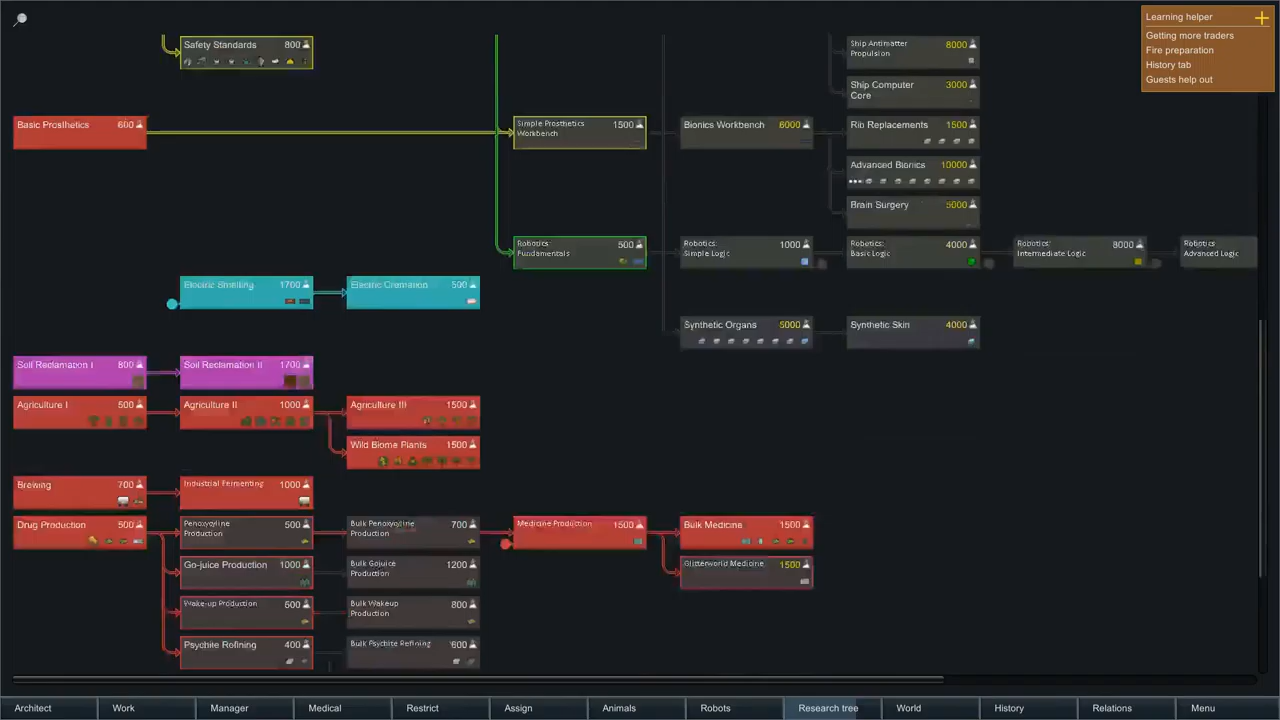 Learning helper
Getting more traders
Fire preparation
History tab
Guests help out
Safety Standards 800
Ship Antimatter
Propulsion
8000
Ship Computer
Core
3000
Basic Prosthetics 600
Simple Prosthetics
Workbench
1500
Bionics Workbench 6000
Rib Replacements 1500
Advanced Bionics 10000
Brain Surgery 5000
Robotics:
Fundamentals
500
Robotics:
Simple Logic
1000
Robotics:
Basic Logic
4000
Robotics:
Intermediate Logic
8000
Robotics
Advanced Logic
Electric Smelting 1700
Electric Cremation 500
Synthetic Organs 5000
Synthetic Skin 4000
Soil Reclamation I 800
Soil Reclamation II 1700
Agriculture I 500
Agriculture II 1000
Agriculture III 1500
Wild Biome Plants 1500
Brewing 700
Industrial Fermenting 1000
Drug Production 500
Penoxycyline
Production
500
Bulk Penoxycyline
Production
700
Medicine Production 1500
Bulk Medicine 1500
Go-juice Production 1000
Bulk Gojuice
Production
1200
Glitterworld Medicine 1500
Wake-up Production 600
Bulk Wakeup
Production
800
Psychite Refining 400
Bulk Psychite Refining 600
Architect Work Manager Medical Restrict Assign Animals Robots Research tree World History Relations Menu